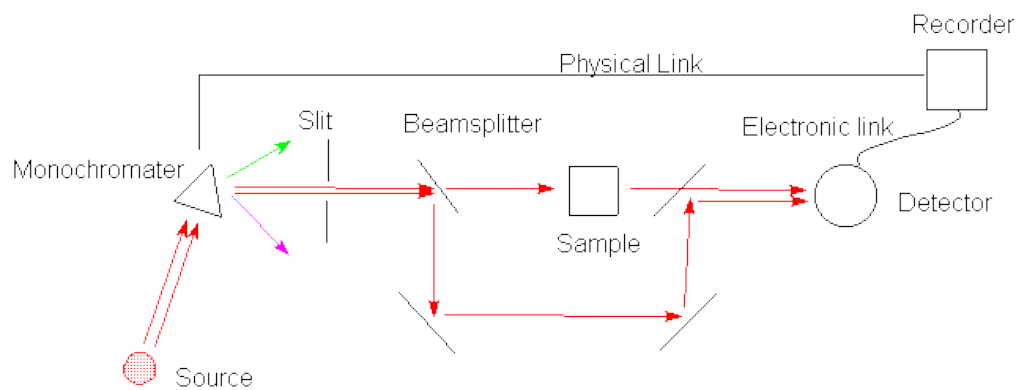 Recorder
Physical Link
Slit
Beamsplitter
Electronic link
Monochromater
Detector
Sample
Source